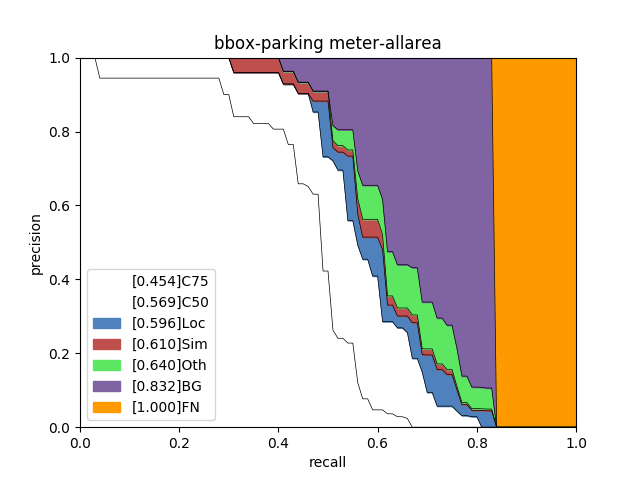 bbox-parking meter-allarea
precision
1.0
0.8
0.6
0.4
0.2
0.0
[0.454]C75
[0.569]C50
[0.596]Loc
[0.610]Sim
[0.640]Oth
[0.832]BG
[1.000]FN
0.0 0.2 0.4 0.6 0.8 1.0
recall